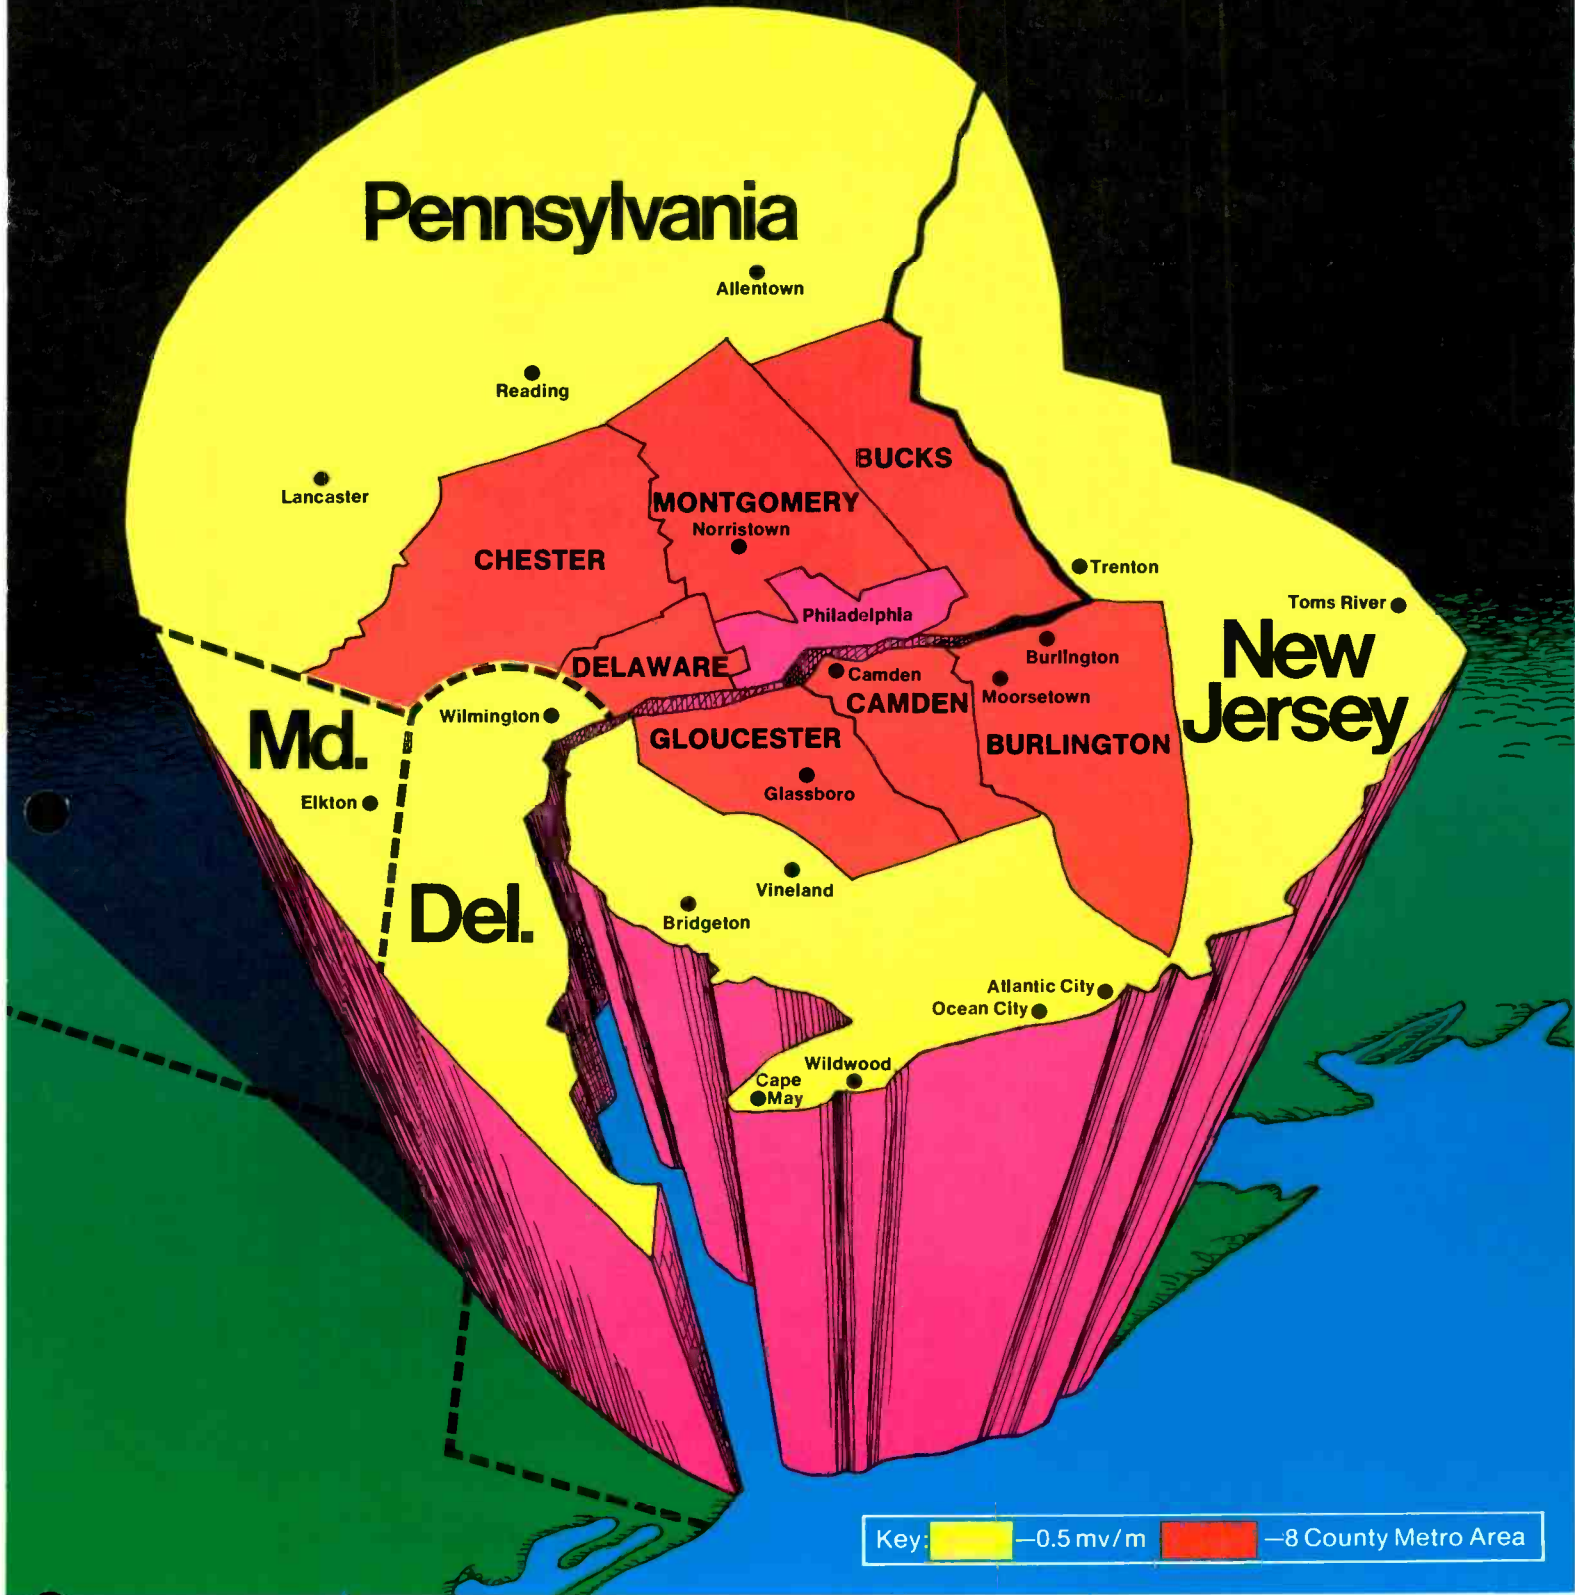 Pennsylvania
Allentown
Reading
Lancaster
BUCKS
MONTGOMERY
Norristown
CHESTER
Trenton
Toms River
Philadelphia
New
Jersey
Burlington
DELAWARE
Camden
CAMDEN
Moorsetown
Wilmington
Md.
GLOUCESTER
BURLINGTON
Glassboro
Elkton
Vineland
Del.
Bridgeton
Atlantic City
Ocean City
Wildwood
Cape
May
Key: —0.5 mv/m —8 County Metro Area